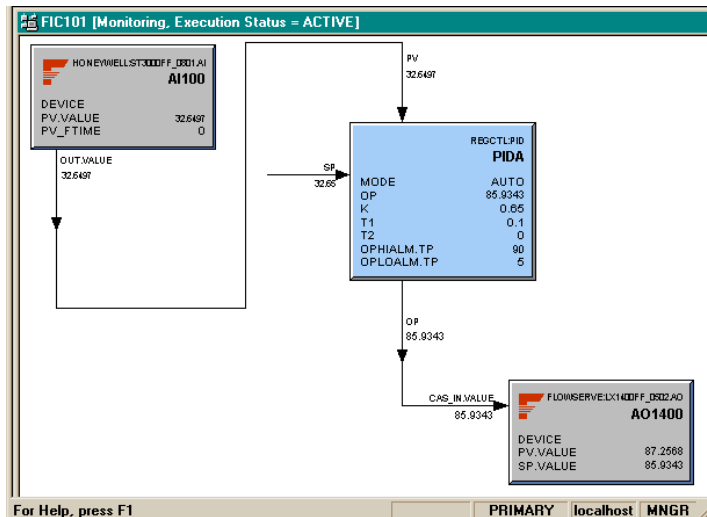 FIC101 [Monitoring, Execution Status = ACTIVE]
HONEYWELL:ST3000FF_0801.AI
AI100
DEVICE
PV.VALUE 32.6497
PV_FTIME 0
OUT.VALUE
32.6497
PV
32.6497
SP
32.65
REGCTL:PID
PIDA
MODE AUTO
OP 85.9343
K 0.65
T1 0.1
T2 0
OPHIALM.TP 90
OPLOALM.TP 5
OP
85.9343
CAS_IN.VALUE
85.9343
FLOWSERVE:LX1400FF_0802.AO
AO1400
DEVICE
PV.VALUE 87.2568
SP.VALUE 85.9343
For Help, press F1
PRIMARY localhost MNGR